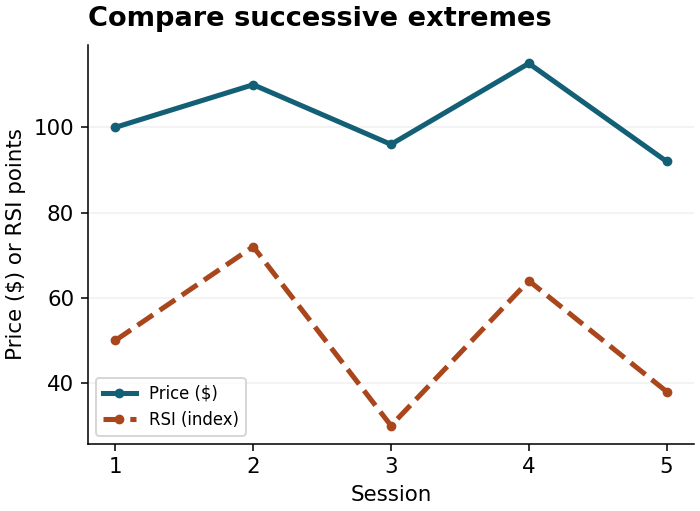 Compare successive extremes
Price ($) or RSI points
100
80
60
40
Price ($)
RSI (index)
1 2 3 4 5
Session